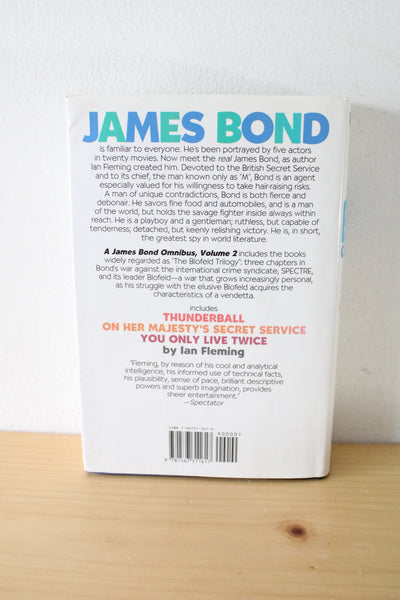 JAMES BOND
is familiar to everyone. He's been portrayed by five actors
in twenty movies. Now meet the real James Bond, as author
Ian Fleming created him. Devoted to the British Secret Service
and to its chief, the man known only as 'M', Bond is an agent
especially valued for his willingness to take hair-raising risks.
A man of unique contradictions, Bond is both fierce and
debonair. He savors fine food and automobiles, and is a man
of the world, but holds the savage fighter inside always within
reach. He is a playboy and a gentleman; ruthless, but capable of
tenderness; detached, but keenly relishing victory. He is, in short,
the greatest spy in world literature.
A James Bond Omnibus, Volume 2 includes the books
widely regarded as 'The Blofeld Trilogy': three chapters in
Bond's war against the international crime syndicate, SPECTRE,
and its leader Blofeld—a war that grows increasingly personal,
as his struggle with the elusive Blofeld acquires the
characteristics of a vendetta.
includes
THUNDERBALL
ON HER MAJESTY'S SECRET SERVICE
YOU ONLY LIVE TWICE
by Ian Fleming
'Fleming, by reason of his cool and analytical
intelligence, his informed use of technical facts,
his plausibility, sense of pace, brilliant descriptive
powers and superb imagination, provides
sheer entertainment.'
—Spectator
90000